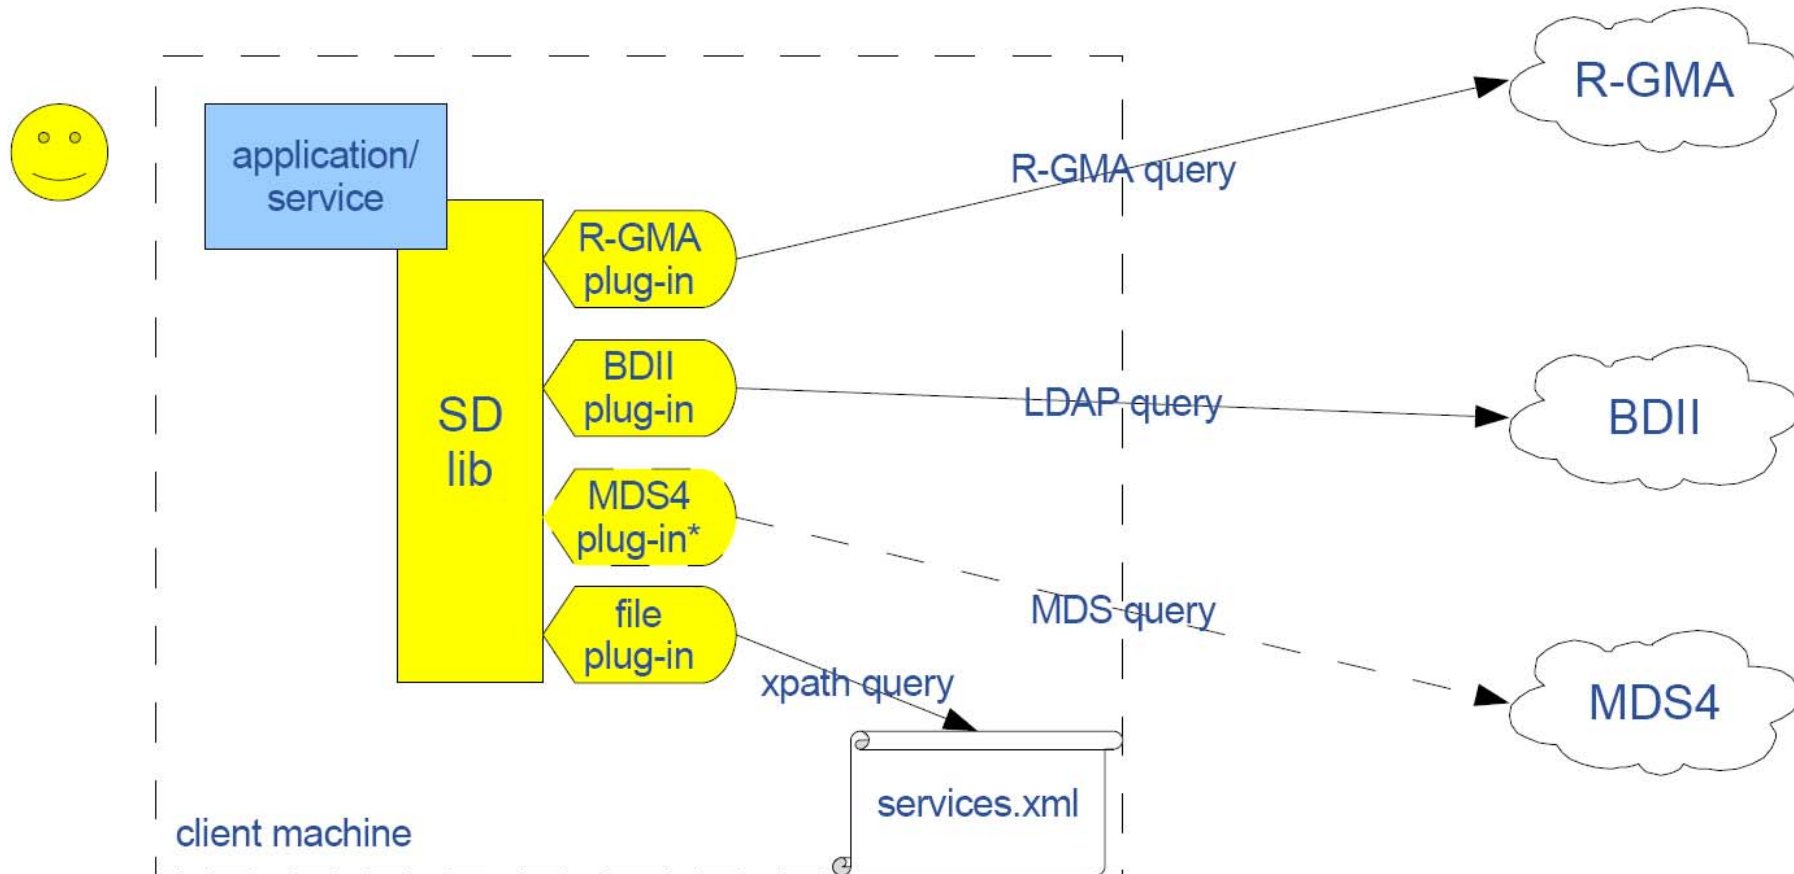 R-GMA
application/
service
R-GMA query
R-GMA
plug-in
BDII
plug-in
SD
lib
LDAP query
BDII
MDS4
plug-in*
MDS query
file
plug-in
xpath query
MDS4
services.xml
client machine